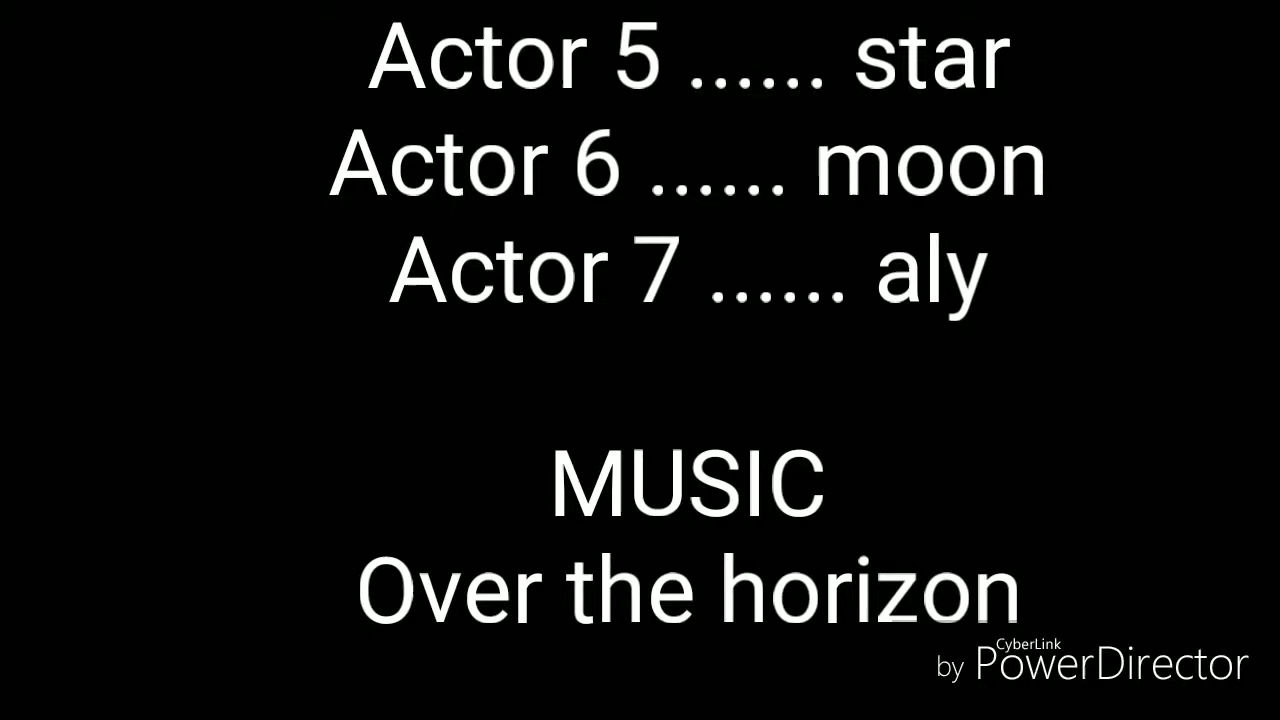 Actor 5 ...... star
Actor 6 ...... moon
Actor 7 ...... aly
MUSIC
Over the horizon
CyberLink
by PowerDirector